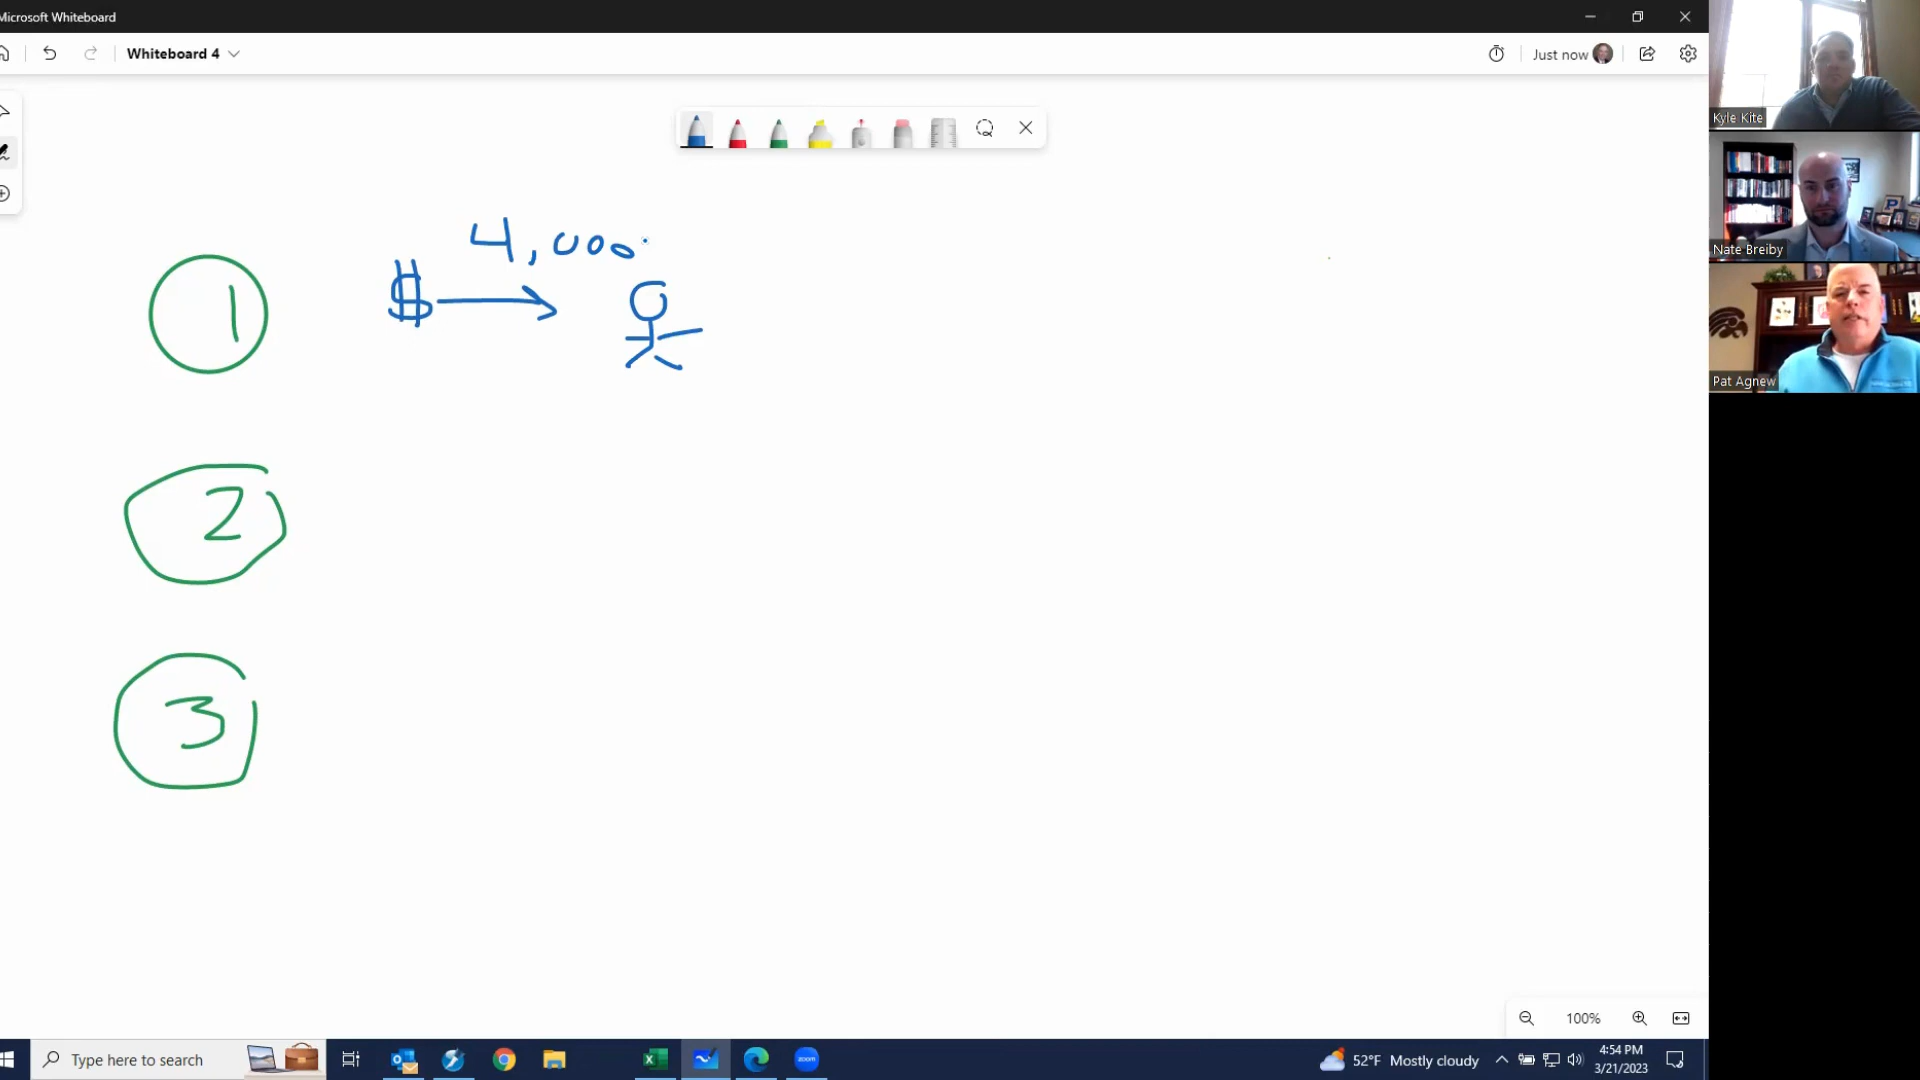 Microsoft Whiteboard
Whiteboard 4
Just now
Kyle Kite
Nate Breiby
Pat Agnew
4,000
$
1
2
3
100%
Type here to search
zoom
52°F Mostly cloudy
4:54 PM
3/21/2023